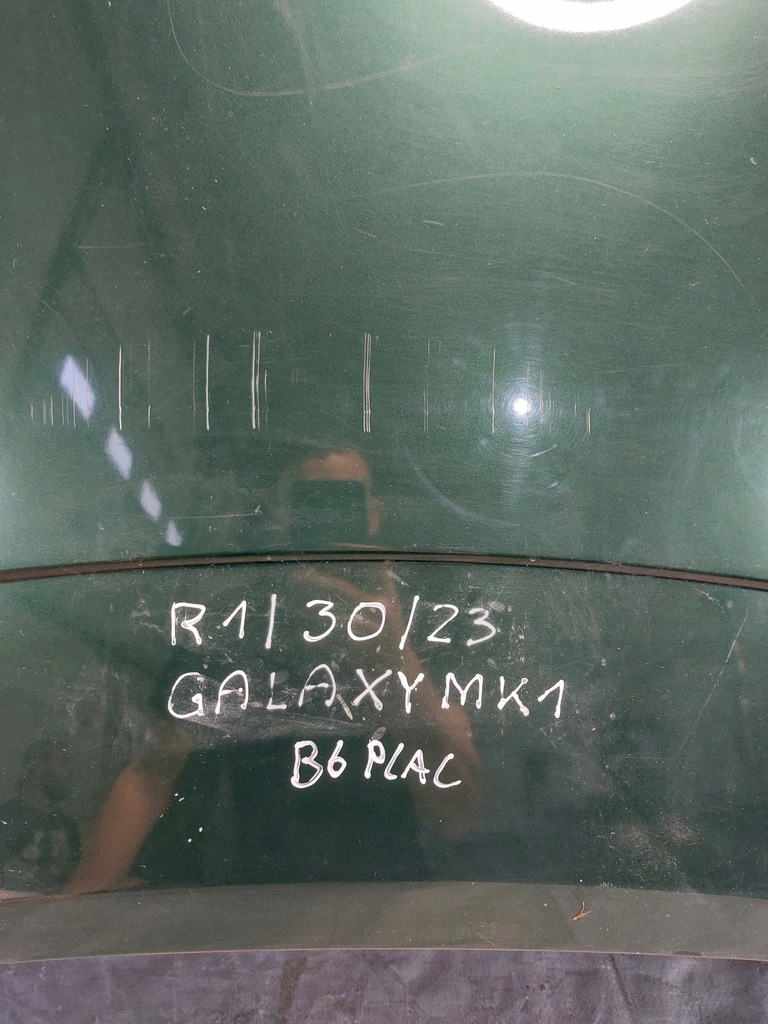 R1/30/23
GALAXY MK1
B6 PLAC